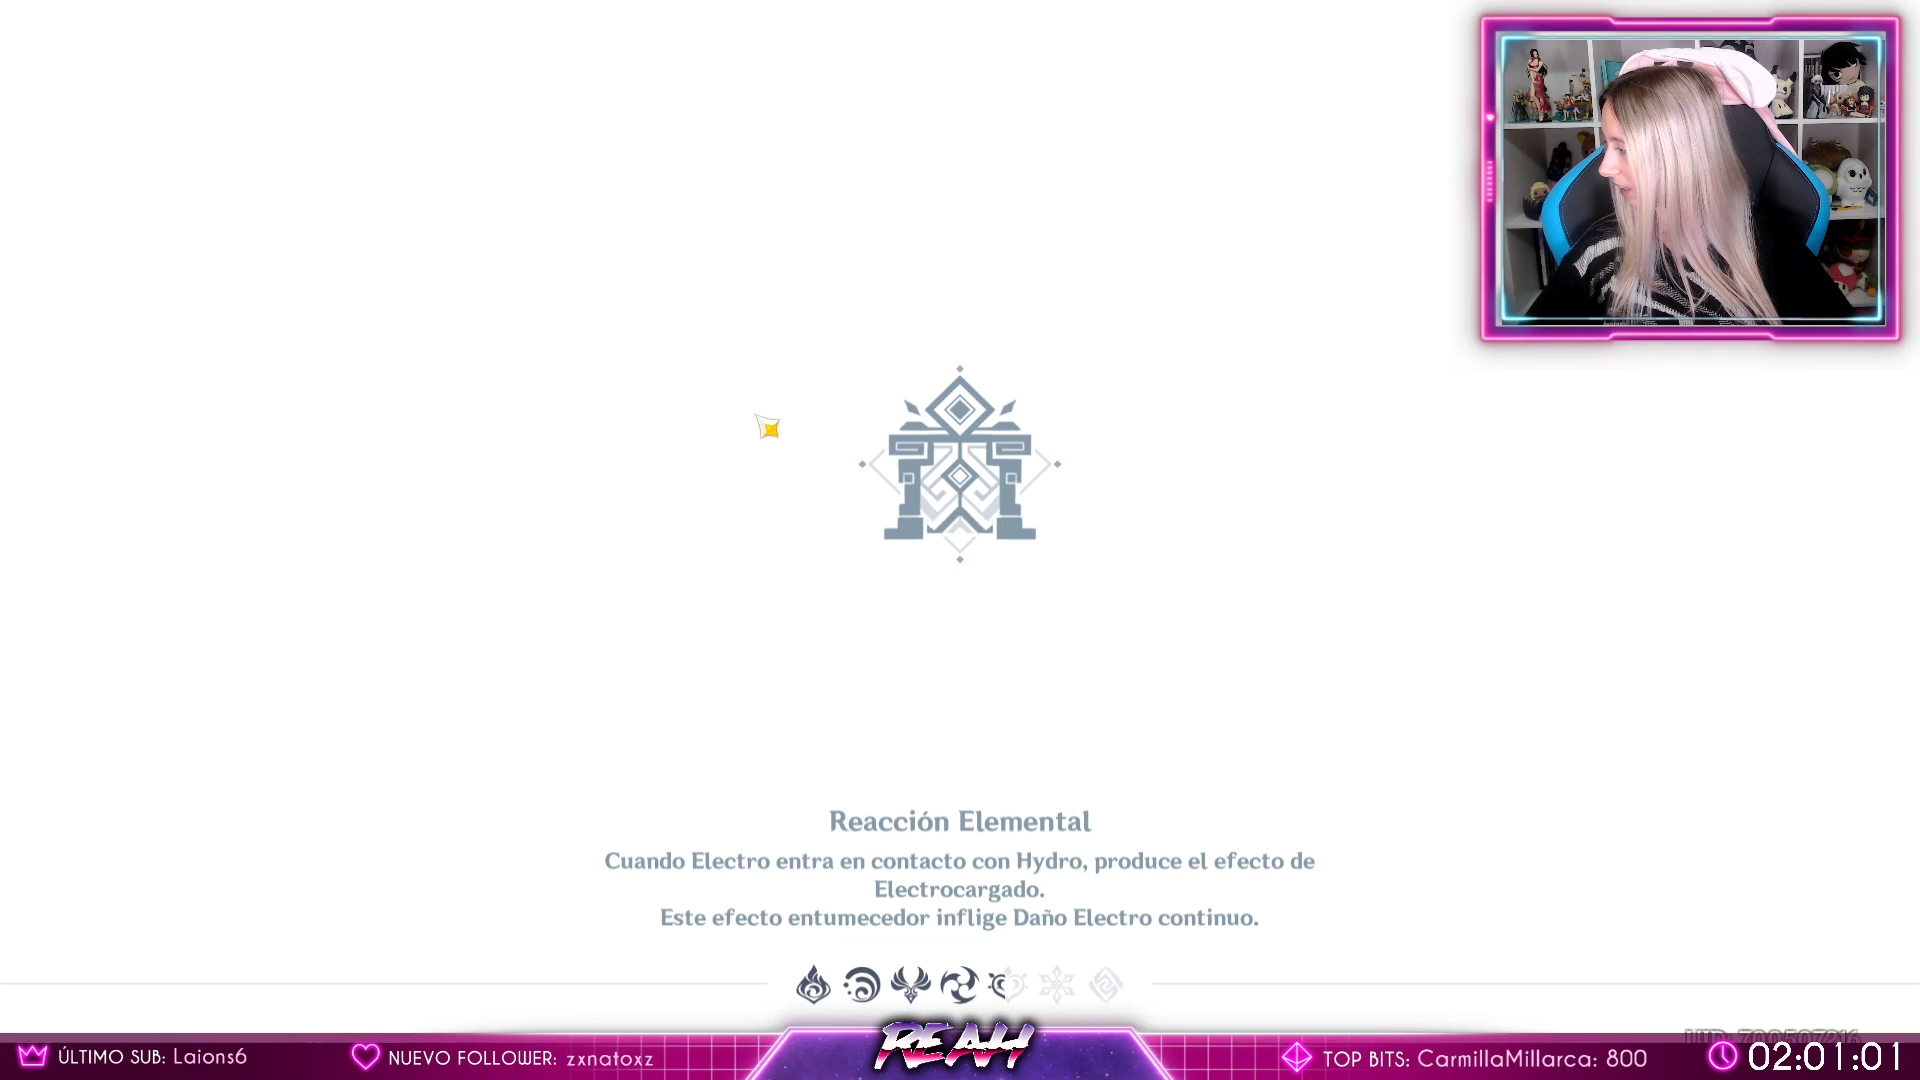 Reacción Elemental
Cuando Electro entra en contacto con Hydro, produce el efecto de
Electrocargado.
Este efecto entumecedor inflige Daño Electro continuo.
REAH
ÚLTIMO SUB: Laions6
NUEVO FOLLOWER: zxnatoxz
TOP BITS: CarmillaMillarca: 800
02:01:01